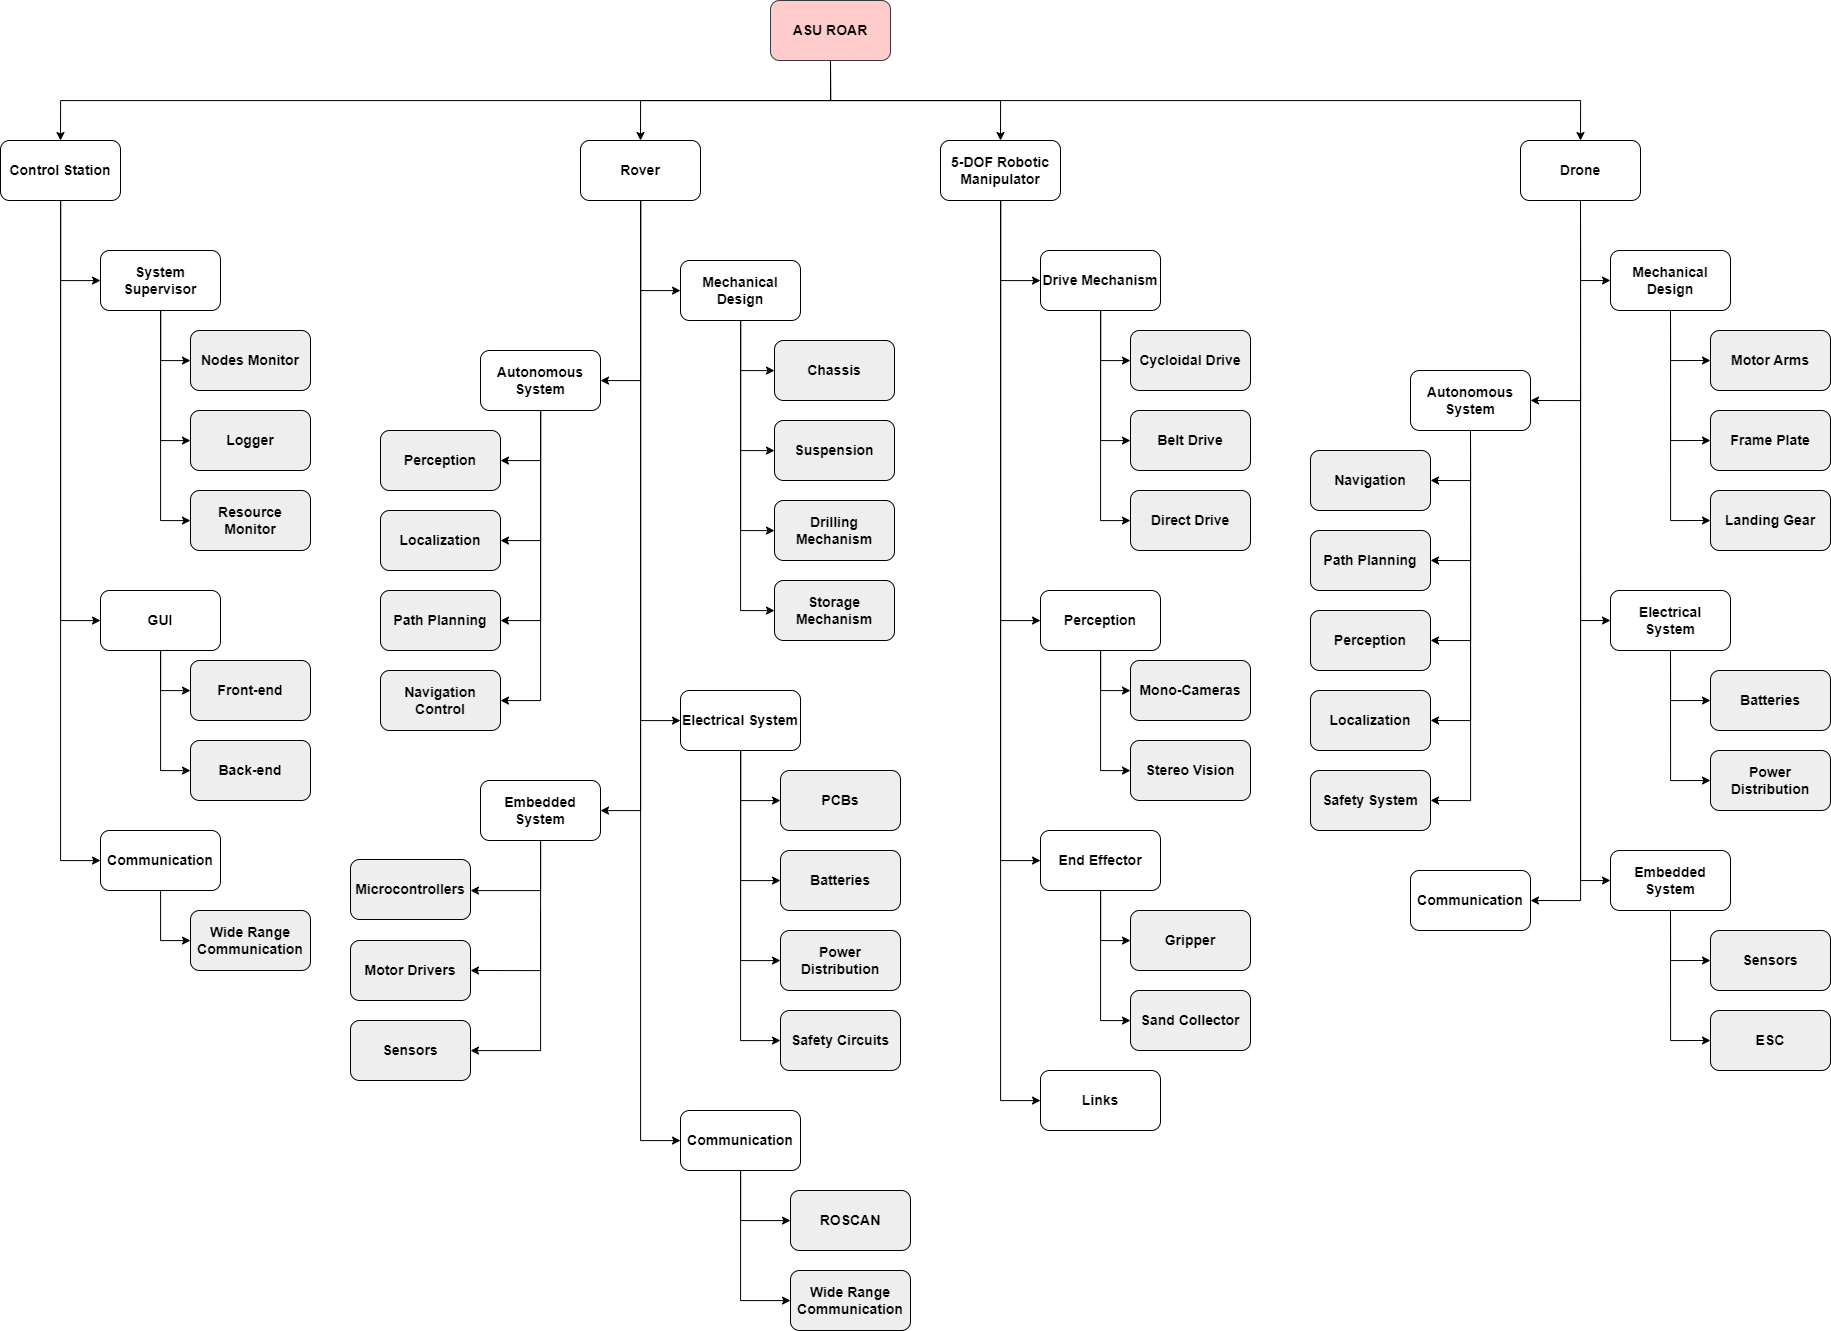 ASU ROAR
Control Station
System
Supervisor
Nodes Monitor
Logger
Resource
Monitor
GUI
Front-end
Back-end
Communication
Wide Range
Communication
Rover
Mechanical
Design
Chassis
Suspension
Drilling
Mechanism
Storage
Mechanism
Autonomous
System
Perception
Localization
Path Planning
Navigation
Control
Electrical System
PCBs
Batteries
Power
Distribution
Safety Circuits
Embedded
System
Microcontrollers
Motor Drivers
Sensors
Communication
ROSCAN
Wide Range
Communication
5-DOF Robotic
Manipulator
Drive Mechanism
Cycloidal Drive
Belt Drive
Direct Drive
Perception
Mono-Cameras
Stereo Vision
End Effector
Gripper
Sand Collector
Links
Drone
Mechanical
Design
Motor Arms
Frame Plate
Landing Gear
Autonomous
System
Navigation
Path Planning
Perception
Localization
Safety System
Electrical
System
Batteries
Power
Distribution
Embedded
System
Sensors
ESC
Communication